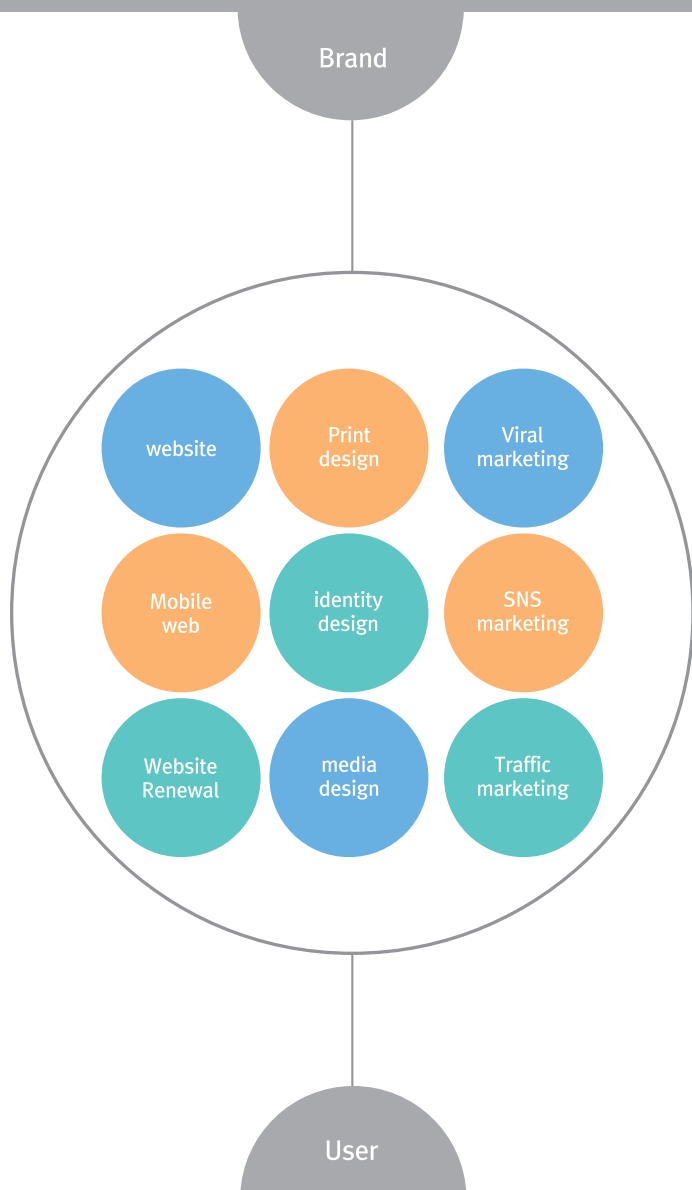 Brand
website
Print
design
Viral
marketing
Mobile
web
identity
design
SNS
marketing
Website
Renewal
media
design
Traffic
marketing
User